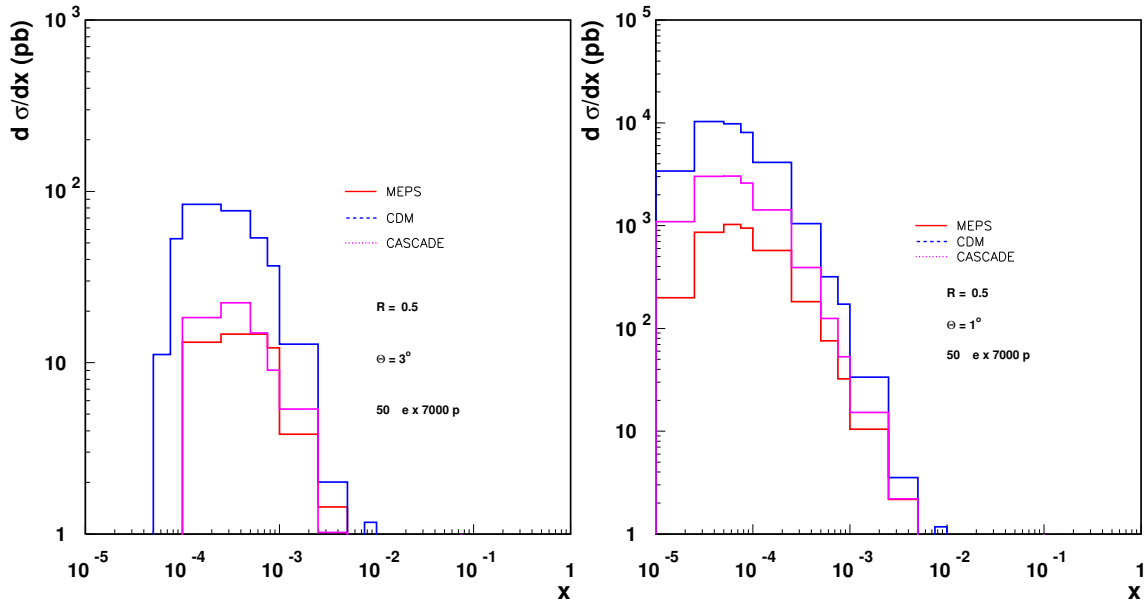 d σ/dx (pb)
10 3
10 2
10
1
MEPS
CDM
CASCADE
R = 0.5
Θ = 3°
50 e x 7000 p
10 -5
10 -4
10 -3
10 -2
10 -1
1
x
d σ/dx (pb)
10 5
10 4
10 3
10 2
10
1
MEPS
CDM
CASCADE
R = 0.5
Θ = 1°
50 e x 7000 p
10 -5
10 -4
10 -3
10 -2
10 -1
1
x